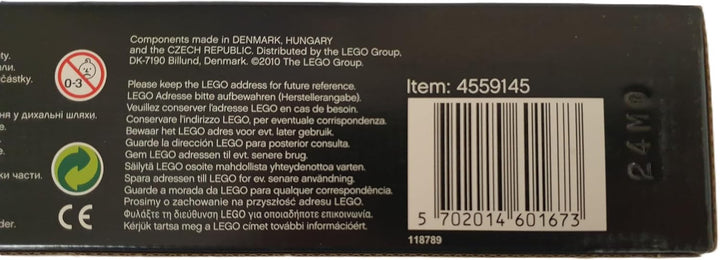 Components made in DENMARK, HUNGARY
and the CZECH REPUBLIC. Distributed by the LEGO Group,
DK-7190 Billund, Denmark. ©2010 The LEGO Group.
0-3
Please keep the LEGO address for future reference.
LEGO Adresse bitte aufbewahren (Herstellerangabe).
Veuillez conserver l'adresse LEGO en cas de besoin.
Conservare l'indirizzo LEGO, per eventuale corrispondenza.
Bewaar het LEGO adres voor evt. later gebruik.
Guarde la dirección LEGO para posterior consulta.
Gem LEGO adressen til evt. senere brug.
Säilytä LEGO osoite mahdollista yhteydenottoa varten.
Spara adressen till LEGO för ev. senare användning.
Guarde a morada da LEGO para qualquer correspondência.
Prosimy o zachowanie na przyszłość adresu LEGO.
Φυλάξτε τη διεύθυνση LEGO για οποιαδήποτε επικοινωνία.
Kérjük tartsa meg a LEGO címet további információért.
částky.
ня у дихальні шляхи.
ки части.
CE
Item: 4559145
5 702014 601673
118789
24M0